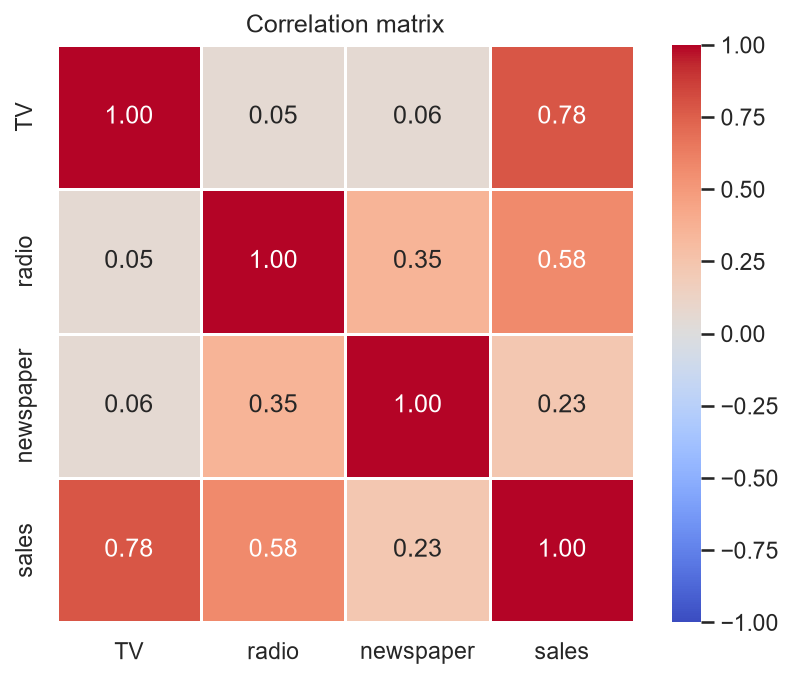 Correlation matrix
TV 1.00 0.05 0.06 0.78
radio 0.05 1.00 0.35 0.58
newspaper 0.06 0.35 1.00 0.23
sales 0.78 0.58 0.23 1.00
TV radio newspaper sales
1.00
0.75
0.50
0.25
0.00
−0.25
−0.50
−0.75
−1.00